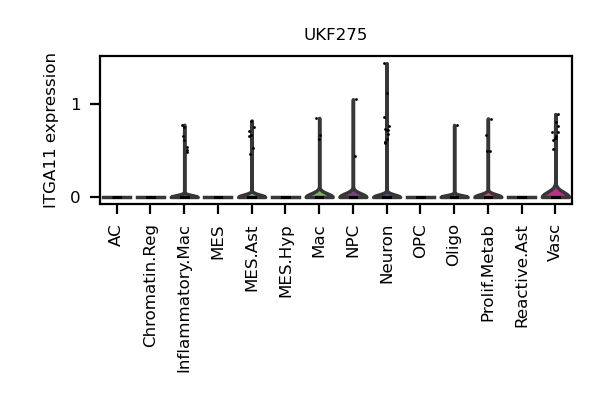 UKF275
ITGA11 expression
1
0
AC
Chromatin.Reg
Inflammatory.Mac
MES
MES.Ast
MES.Hyp
Mac
NPC
Neuron
OPC
Oligo
Prolif.Metab
Reactive.Ast
Vasc